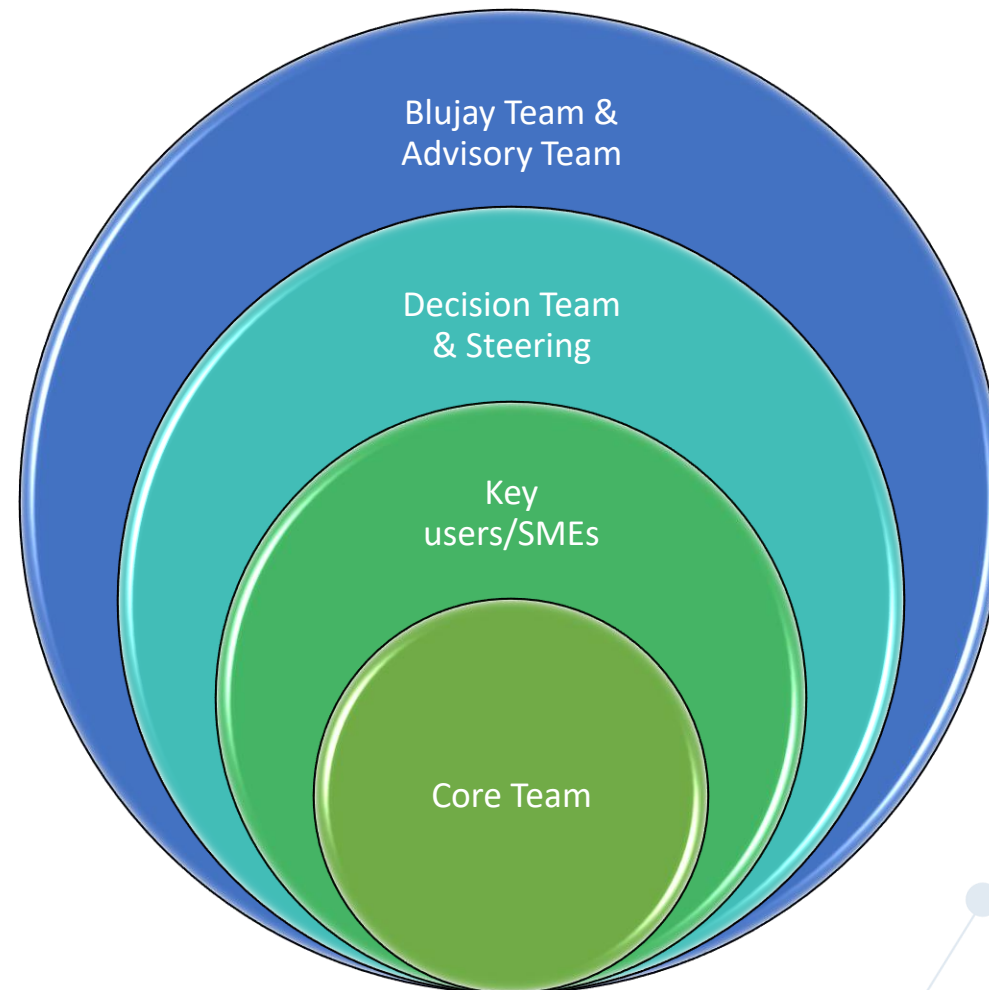 Blujay Team &
Advisory Team
Decision Team
& Steering
Key
users/SMEs
Core Team